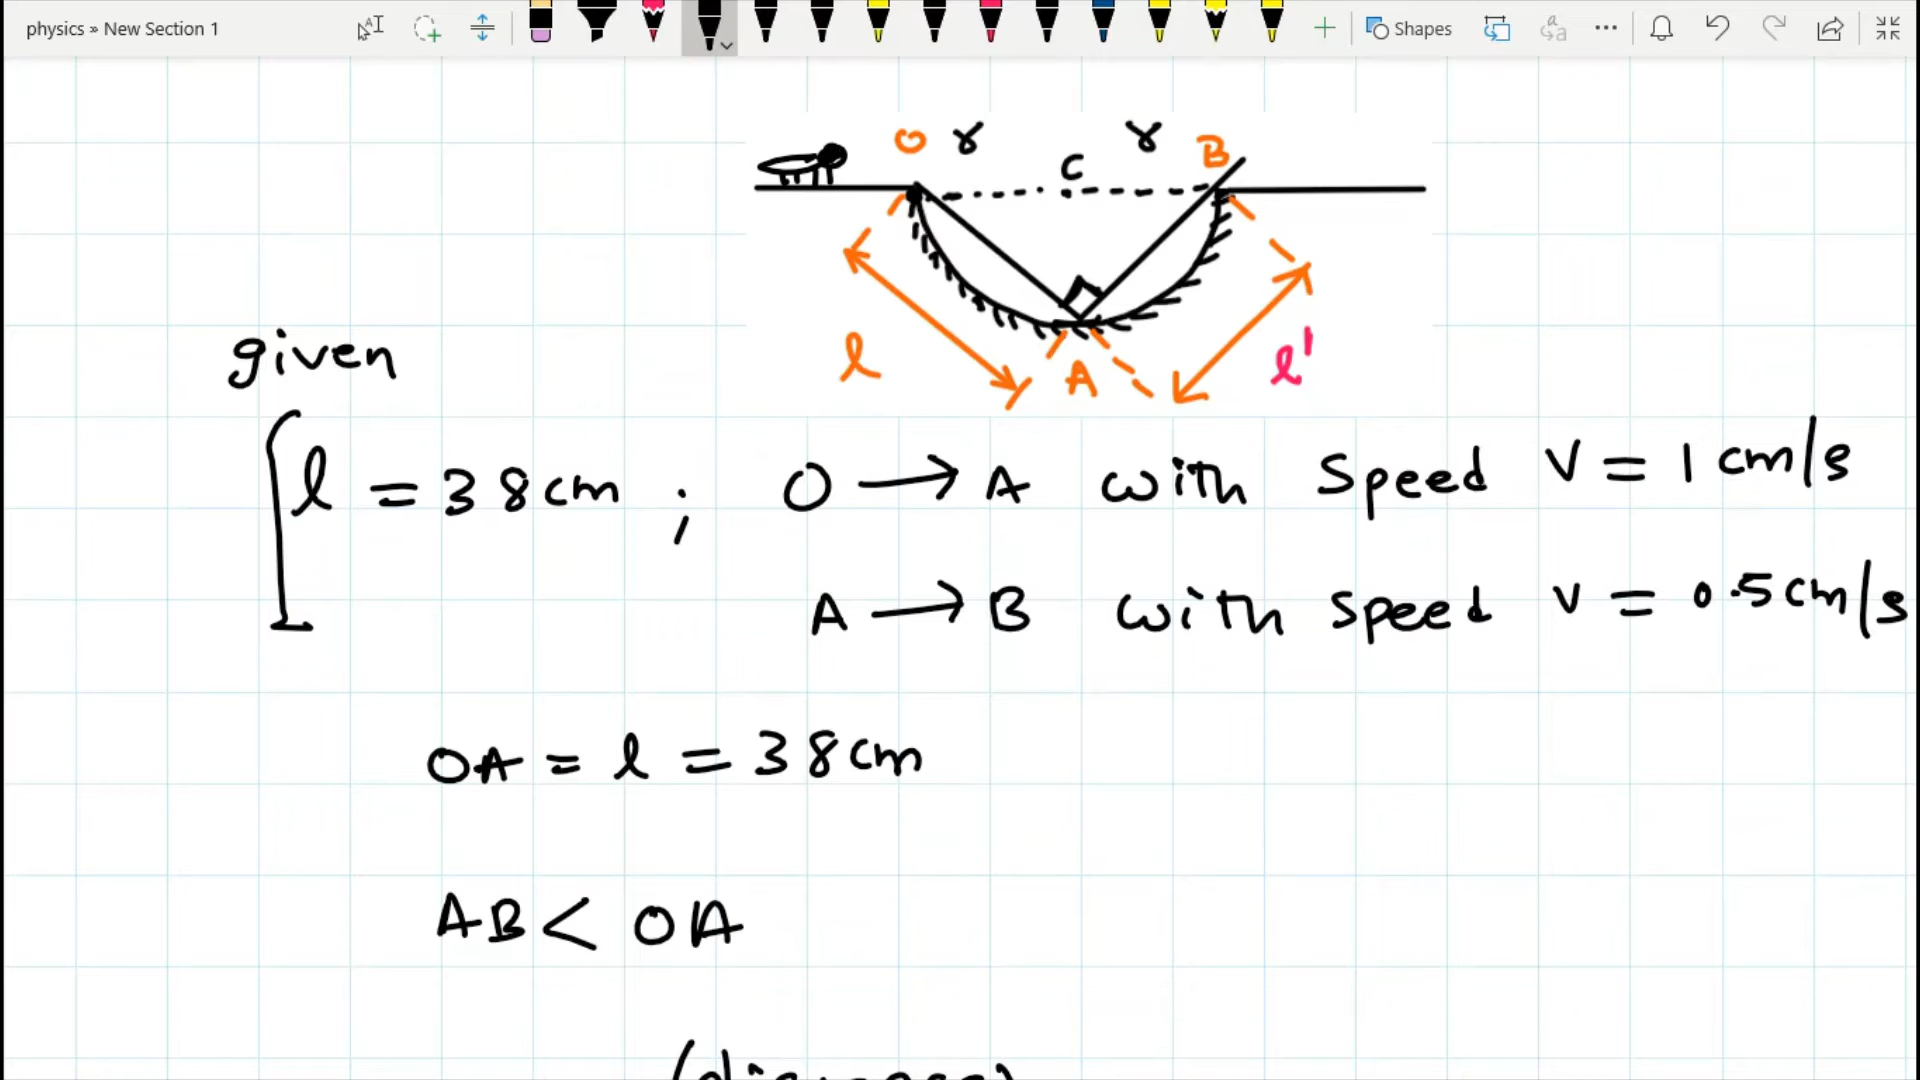 physics » New Section 1
Shapes
O r r B
C
l A l'
given
l = 38cm ; O → A with speed V = 1 cm/s
A → B with speed V = 0.5cm/s
OA = l = 38cm
AB < OA